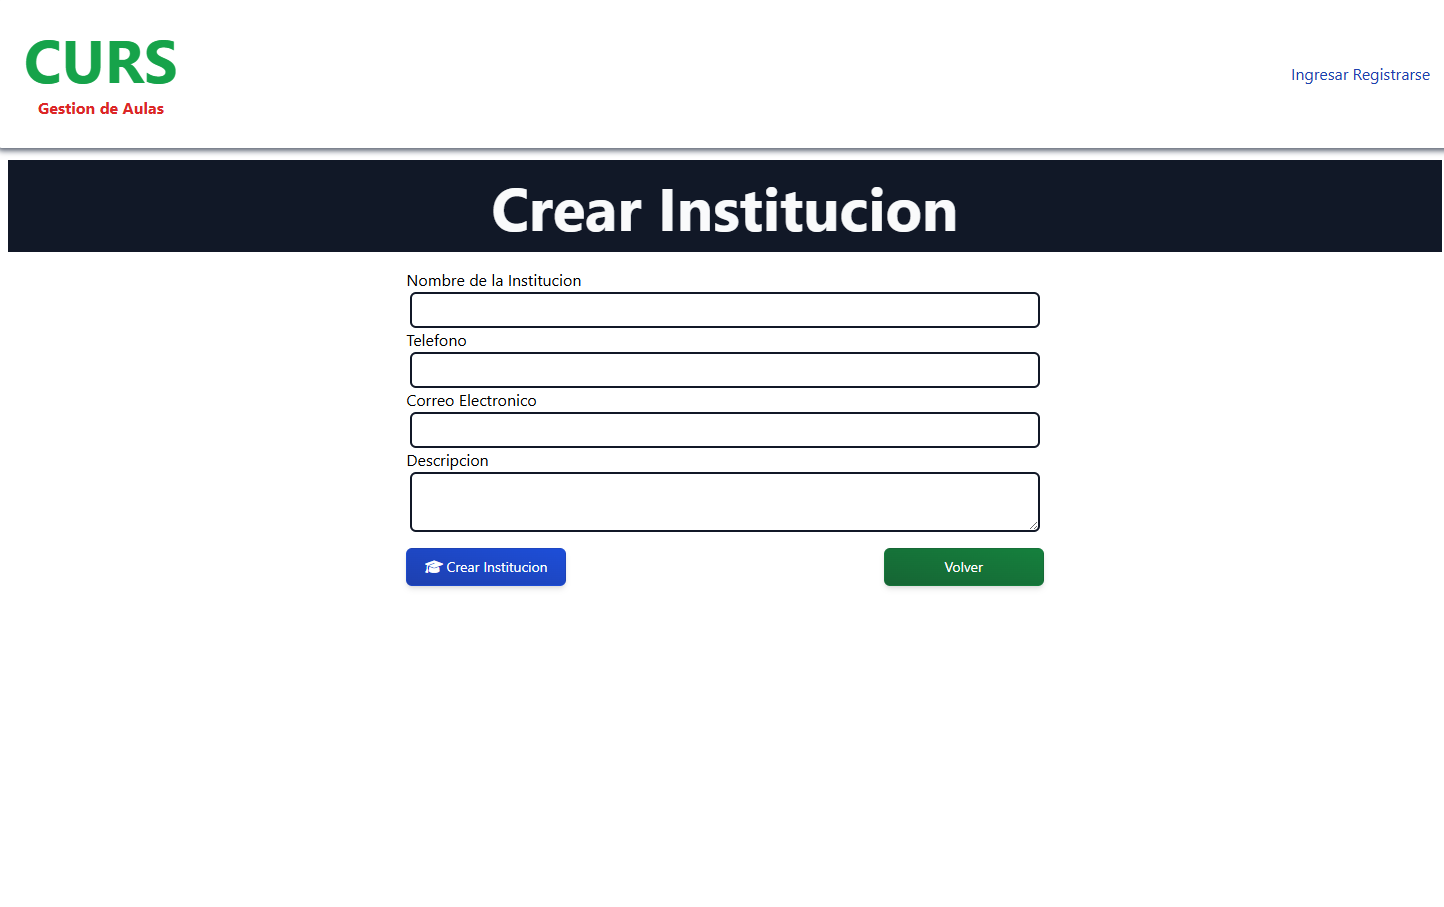 CURS
Gestion de Aulas
Ingresar Registrarse
Crear Institucion
Nombre de la Institucion
Telefono
Correo Electronico
Descripcion
Crear Institucion
Volver